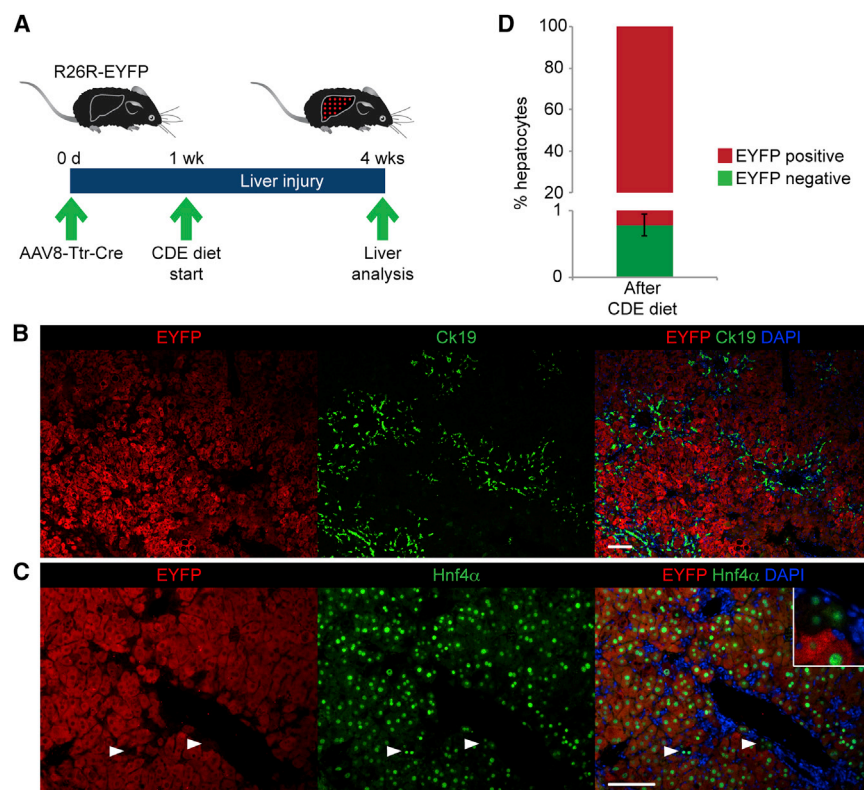 A
R26R-EYFP
0 d 1 wk 4 wks
Liver injury
AAV8-Ttr-Cre CDE diet start Liver analysis
D
100
80
60
40
20
1
0
% hepatocytes
After
CDE diet
EYFP positive
EYFP negative
B
EYFP Ck19 EYFP Ck19 DAPI
C
EYFP Hnf4α EYFP Hnf4α DAPI